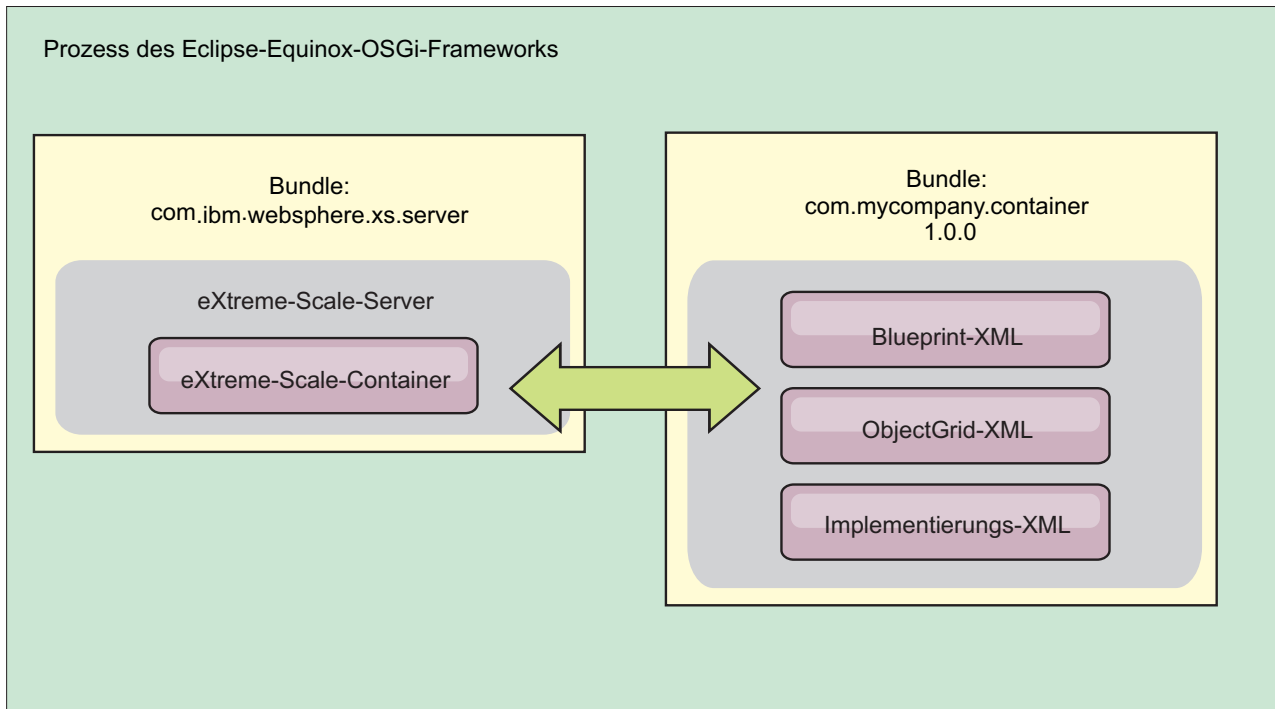 Prozess des Eclipse-Equinox-OSGi-Frameworks
Bundle:
com.ibm.websphere.xs.server
eXtreme-Scale-Server
eXtreme-Scale-Container
Bundle:
com.mycompany.container
1.0.0
Blueprint-XML
ObjectGrid-XML
Implementierungs-XML